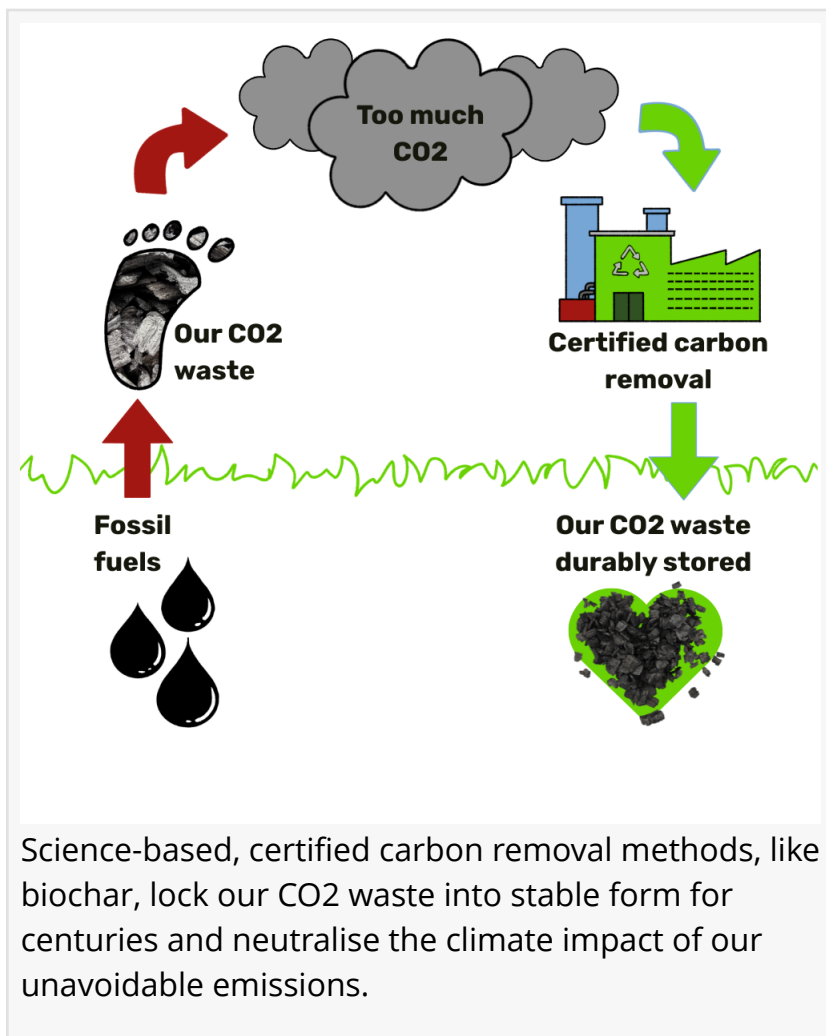 Too much
CO2
Our CO2
waste
Certified carbon
removal
Fossil
fuels
Our CO2 waste
durably stored
Science-based, certified carbon removal methods, like
biochar, lock our CO2 waste into stable form for
centuries and neutralise the climate impact of our
unavoidable emissions.